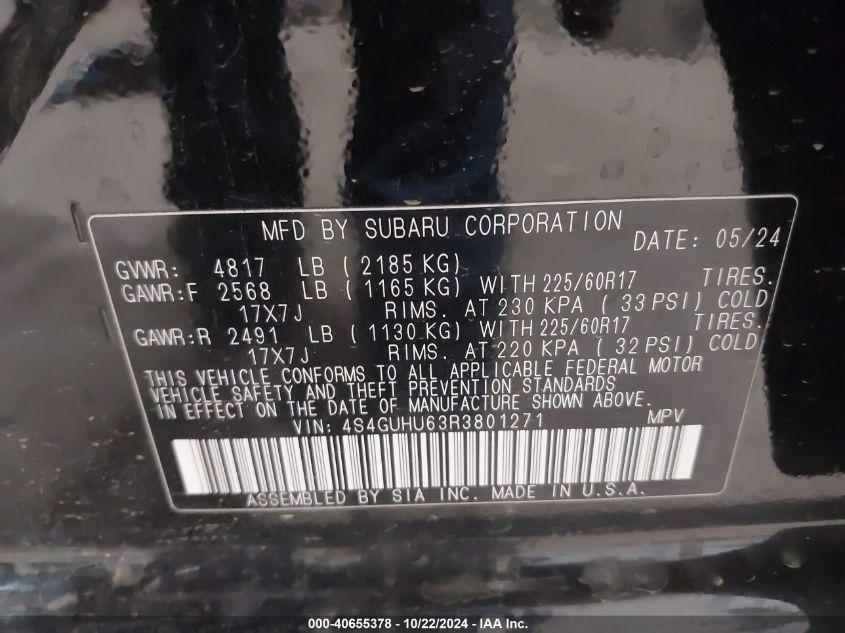 MFD BY SUBARU CORPORATION DATE: 05/24
GVWR: 4817 LB ( 2185 KG)
GAWR:F 2568 LB ( 1165 KG) WITH 225/60R17 TIRES.
17X7J RIMS. AT 230 KPA ( 33 PSI) COLD
GAWR:R 2491 LB ( 1130 KG) WITH 225/60R17 TIRES.
17X7J RIMS. AT 220 KPA ( 32 PSI) COLD
THIS VEHICLE CONFORMS TO ALL APPLICABLE FEDERAL MOTOR
VEHICLE SAFETY AND THEFT PREVENTION STANDARDS
IN EFFECT ON THE DATE OF MANUFACTURE SHOWN ABOVE.
VIN: 4S4GUHU63R3801271 MPV
ASSEMBLED BY SIA INC. MADE IN U.S.A.
000-40655378 - 10/22/2024 - IAA Inc.